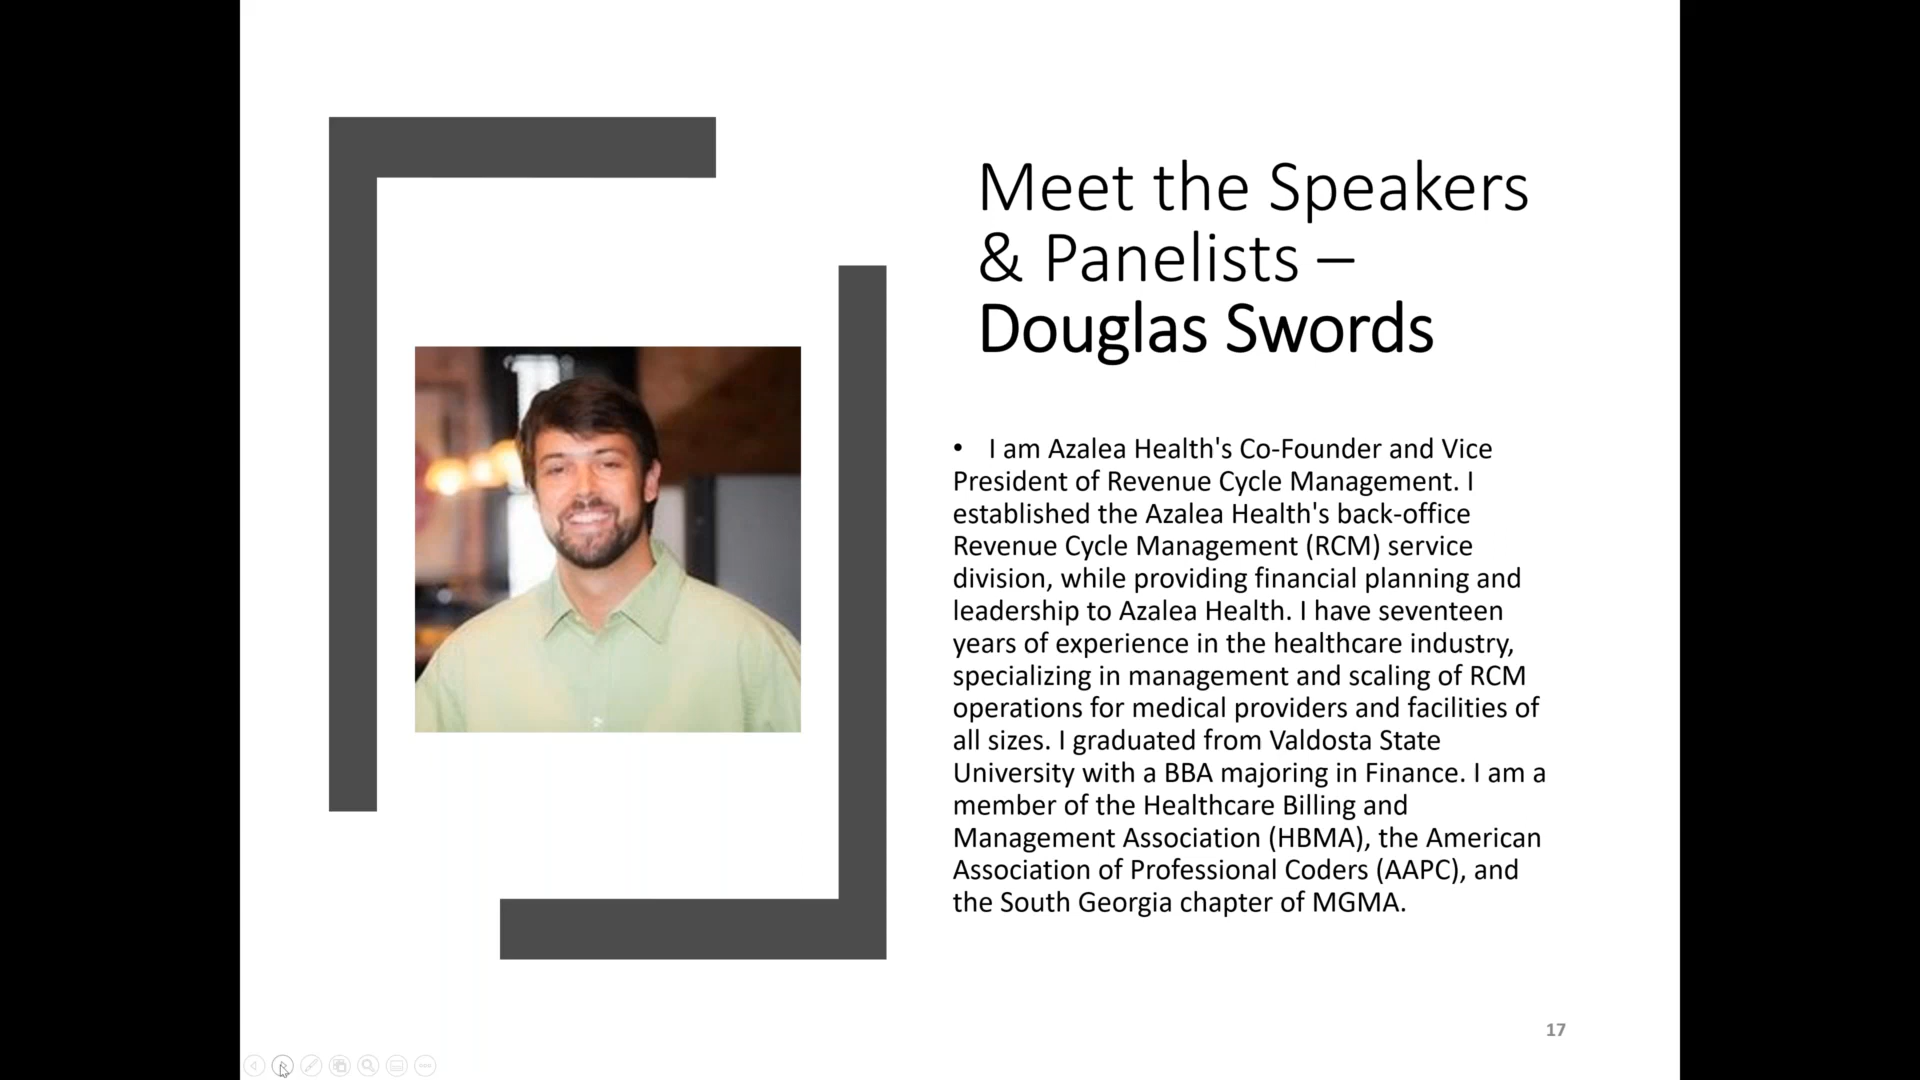 Meet the Speakers
& Panelists –
Douglas Swords
• I am Azalea Health's Co-Founder and Vice
President of Revenue Cycle Management. I
established the Azalea Health's back-office
Revenue Cycle Management (RCM) service
division, while providing financial planning and
leadership to Azalea Health. I have seventeen
years of experience in the healthcare industry,
specializing in management and scaling of RCM
operations for medical providers and facilities of
all sizes. I graduated from Valdosta State
University with a BBA majoring in Finance. I am a
member of the Healthcare Billing and
Management Association (HBMA), the American
Association of Professional Coders (AAPC), and
the South Georgia chapter of MGMA.
17